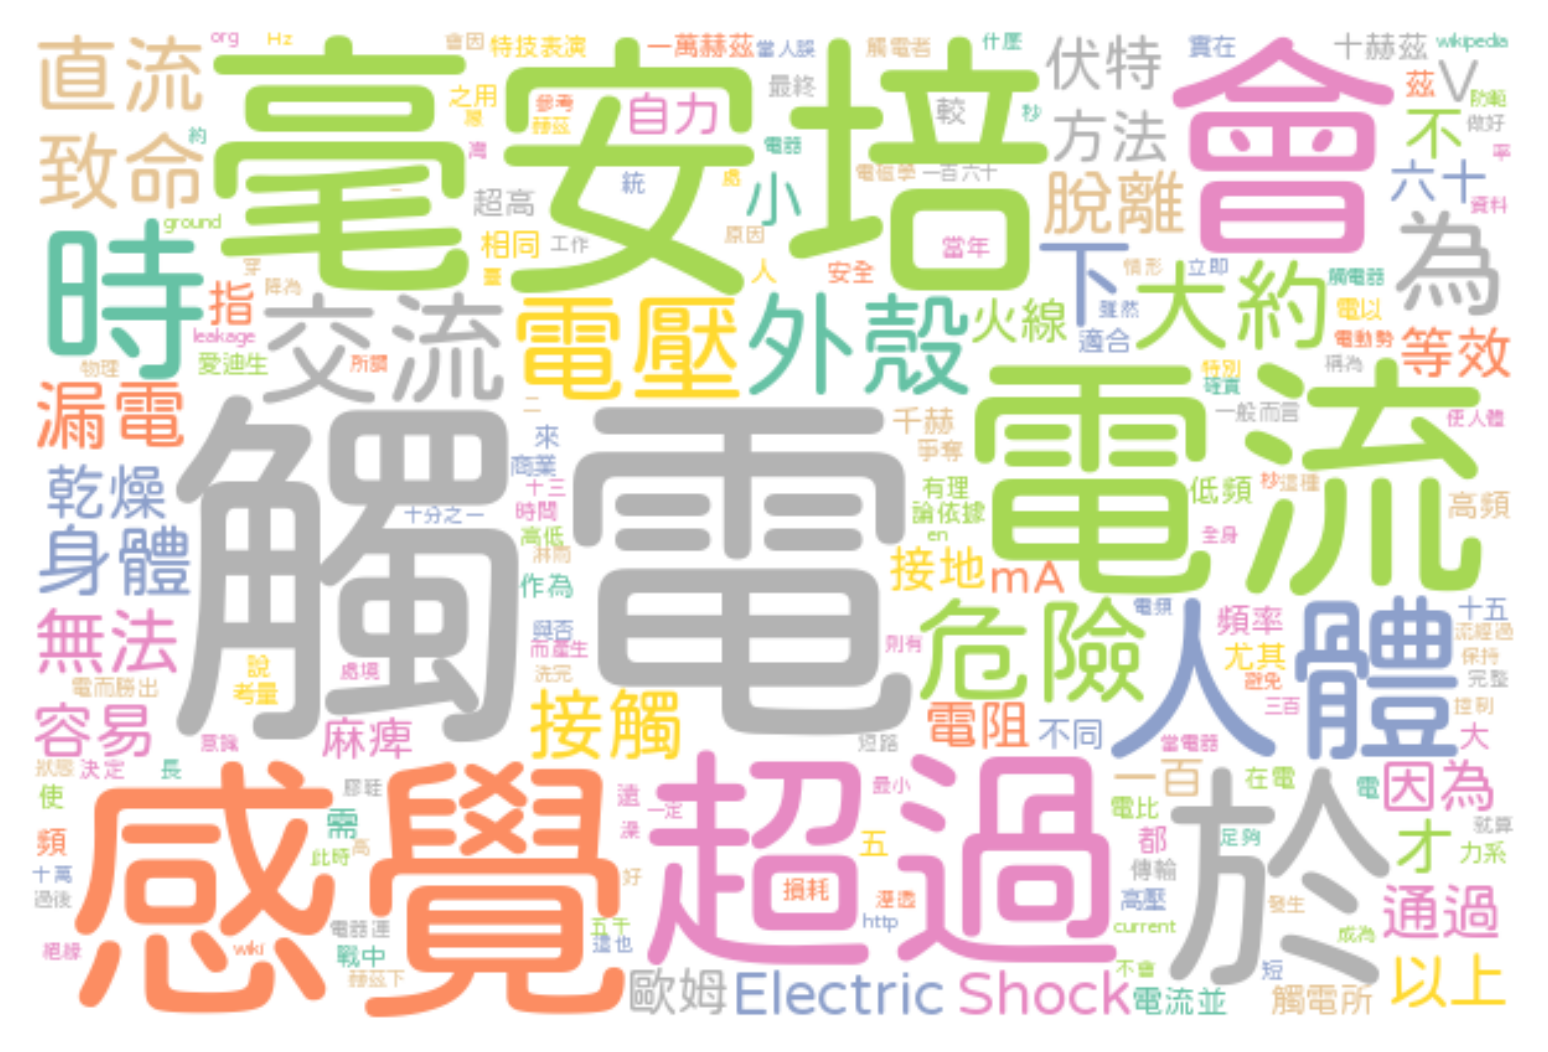 直流
org
Hz
毫安培
會因
特技表演
一萬赫茲
當人誤
觸電者
什麼
伏特
實在
十赫茲
wikipedia
會
茲
V
防範
致命
約
之用
參考
赫茲
自力
最終
較
秒
方法
不
做好
灣
電器
電磁學
一百六十
六十
率
時
ground
超高
統
處
小
脫離
資料
穿
相同
工作
原因
當年
下
為
指
降為
臺
人
安全
情形
立即
觸電器
leakage
交流
電壓
外殼
火線
雖然
大約
電以
適合
電動勢
等效
物理
愛迪生
所謂
特別
確實
稱為
漏電
觸電
二
千赫
電流
一般而言
使人體
來
爭奪
乾燥
商業
十三
有理
低頻
秒
這種
高頻
十分之一
時間
論依據
身體
高低
淋雨
en
全身
作為
接地
mA
無法
與否
而產生
則有
危險
電頻
人體
頻率
十五
流經過
說
處境
洗完
尤其
保持
電而勝出
考量
避免
完整
容易
意識
麻痺
接觸
短路
電阻
不同
當電器
三百
控制
大
狀態
決定
長
感覺
膠鞋
遠
一定
超過
最小
一百
在電
於
電
因為
使
需
澡
五
電比
都
足夠
才
就算
頻
此時
高
力系
十萬
好
損耗
溼透
傳輸
過後
電器運
五千
http
高壓
發生
通過
絕緣
wiki
戰中
這也
current
成為
赫茲下
歐姆
Electric
Shock
不會
電流並
短
觸電所
以上